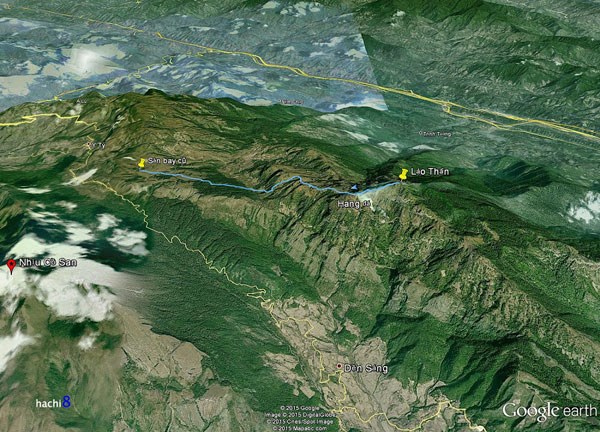 Y Tý
Sân bay cũ
Lảo Thẩn
Hang đá
Nhìu Cồ San
Dền Sáng
hachi8
© 2015 Google
Image © 2015 DigitalGlobe
© 2015 Cnes/Spot Image
© 2015 Mapabc.com
Google earth